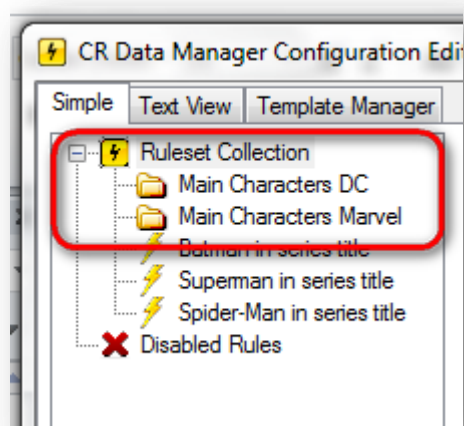 CR Data Manager Configuration Edi
Simple Text View Template Manager
Ruleset Collection
Main Characters DC
Main Characters Marvel
Batman in series title
Superman in series title
Spider-Man in series title
Disabled Rules